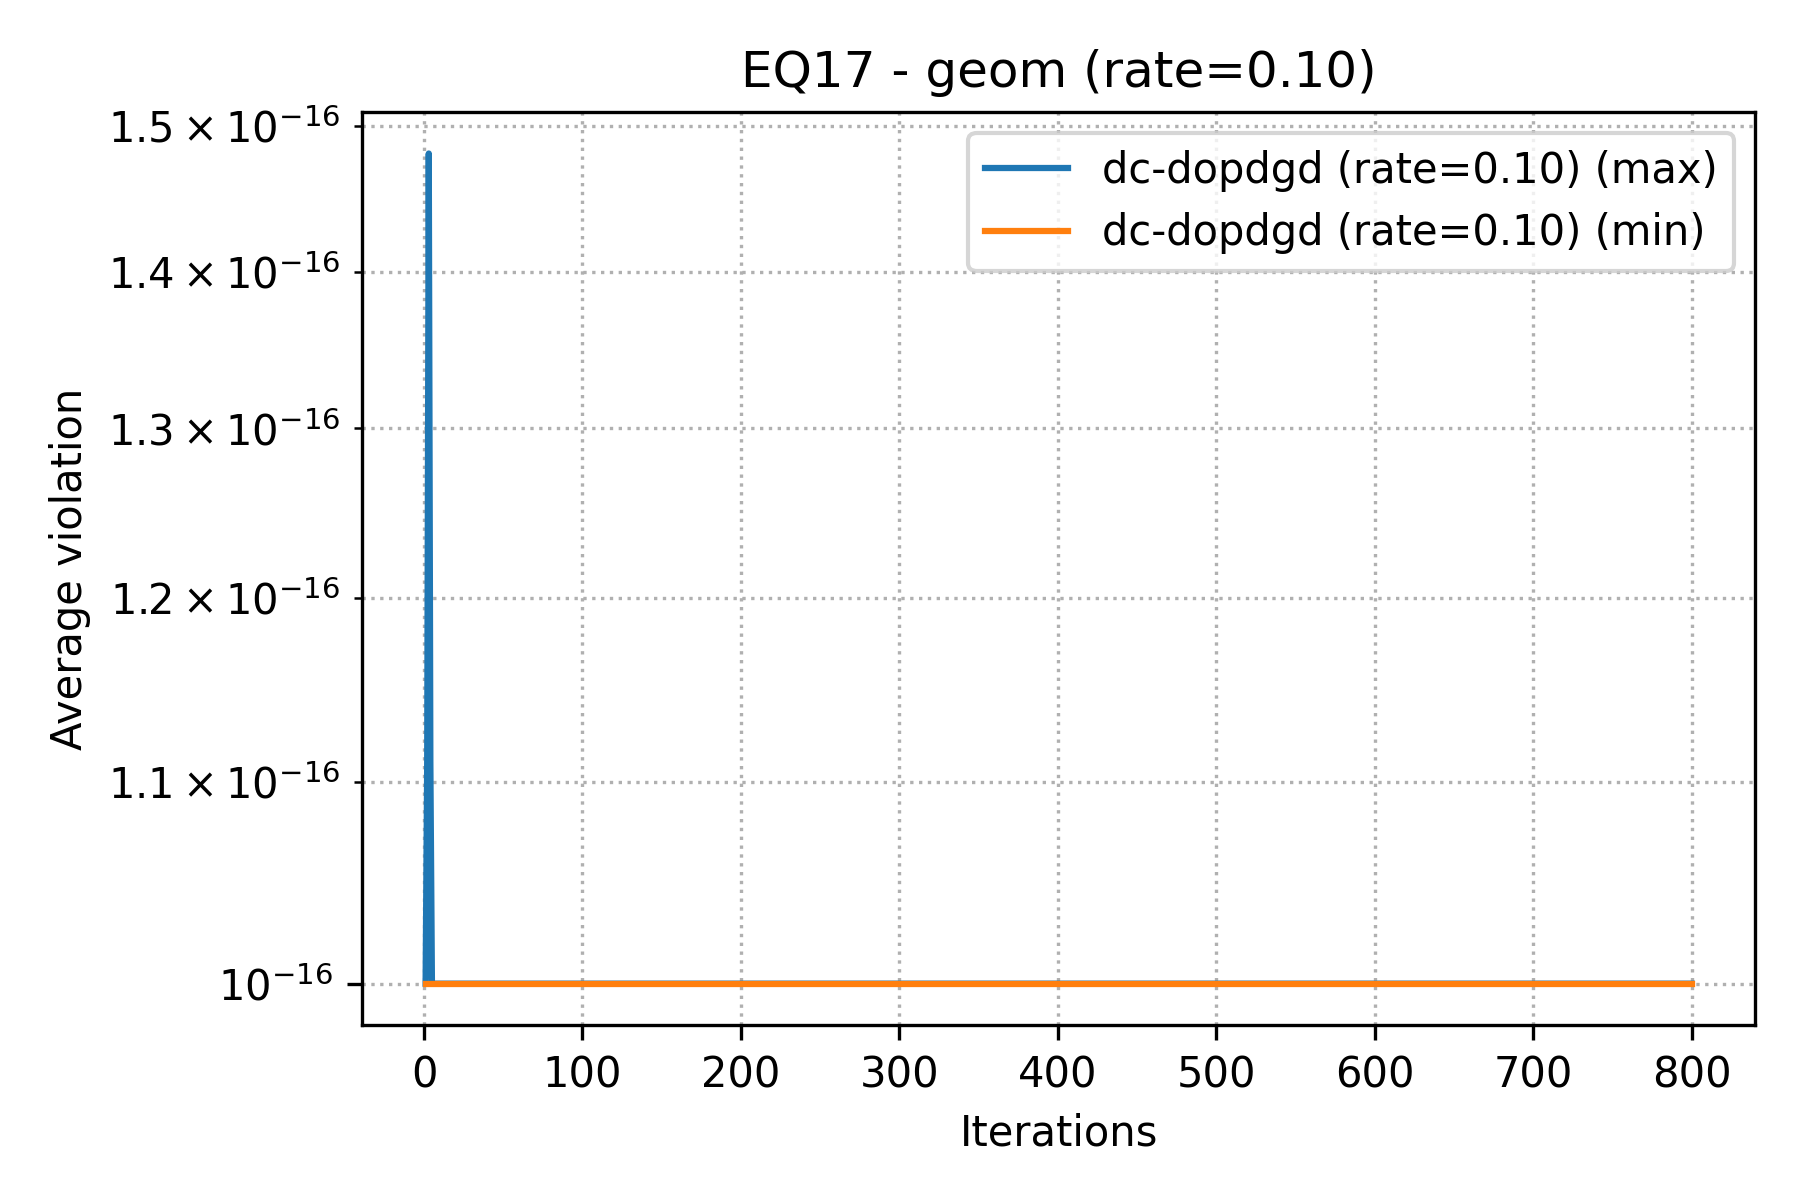 EQ17 - geom (rate=0.10)
dc-dopdgd (rate=0.10) (max)
dc-dopdgd (rate=0.10) (min)
Average violation
1.5 × 10⁻¹⁶
1.4 × 10⁻¹⁶
1.3 × 10⁻¹⁶
1.2 × 10⁻¹⁶
1.1 × 10⁻¹⁶
10⁻¹⁶
0 100 200 300 400 500 600 700 800
Iterations